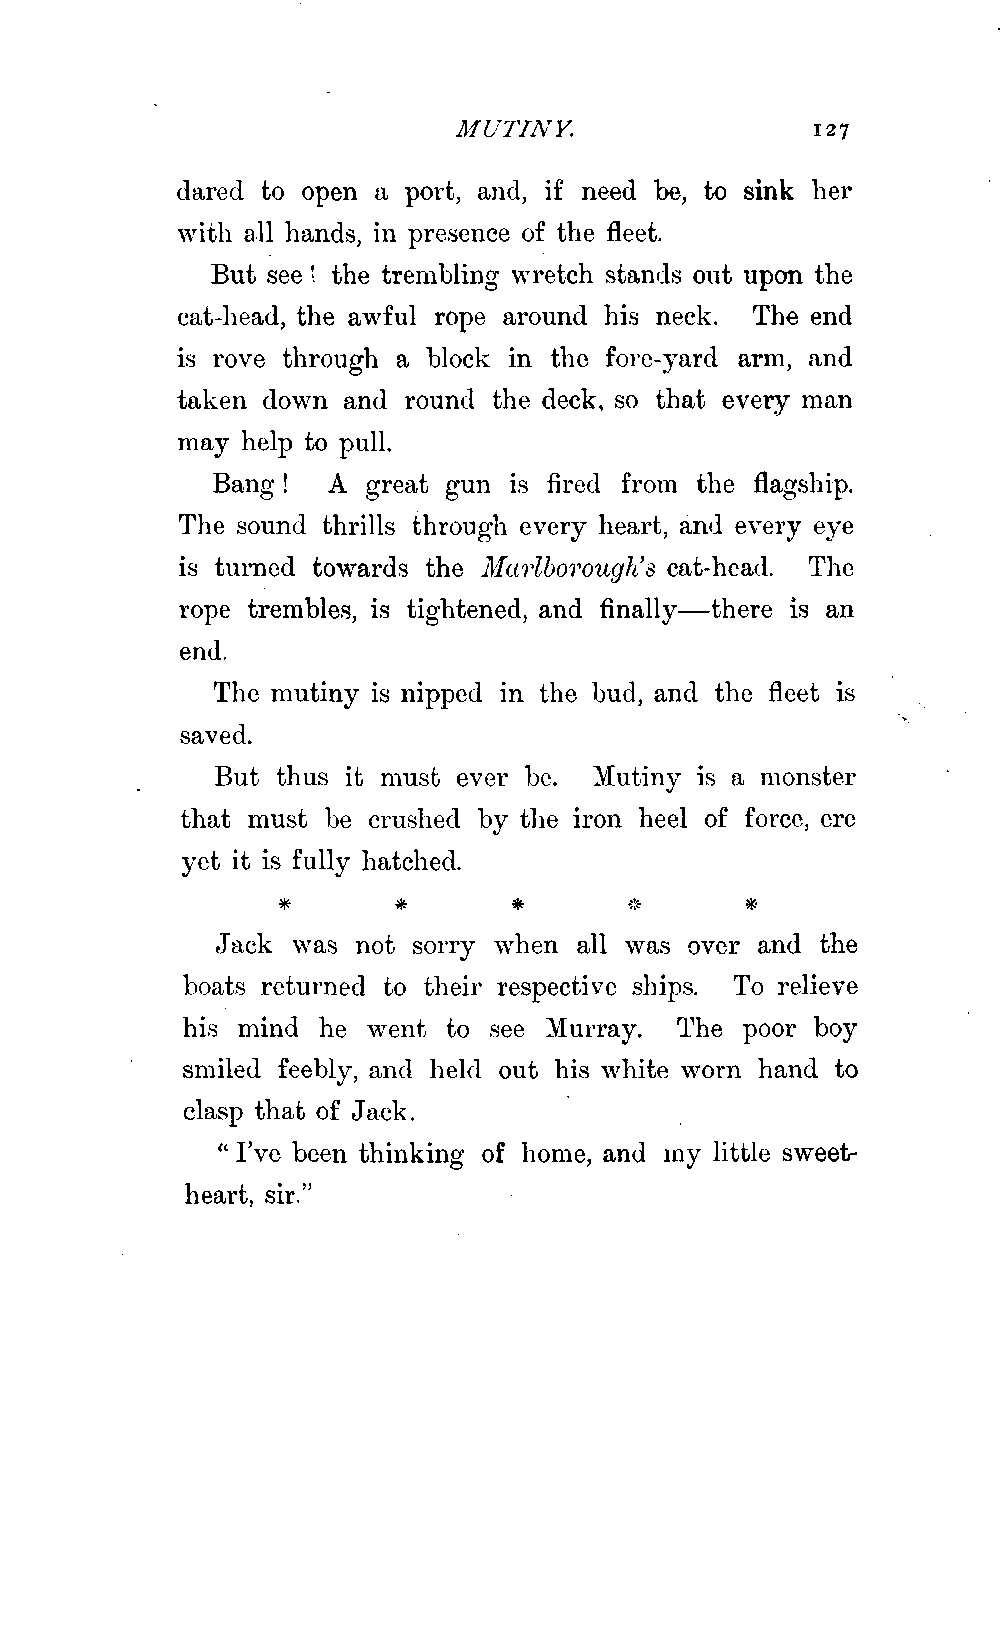 MUTINY. 127
dared to open a port, and, if need be, to sink her
with all hands, in presence of the fleet.
But see! the trembling wretch stands out upon the
cat-head, the awful rope around his neck. The end
is rove through a block in the fore-yard arm, and
taken down and round the deck, so that every man
may help to pull.
Bang! A great gun is fired from the flagship.
The sound thrills through every heart, and every eye
is turned towards the Marlborough's cat-head. The
rope trembles, is tightened, and finally—there is an
end.
The mutiny is nipped in the bud, and the fleet is
saved.
But thus it must ever be. Mutiny is a monster
that must be crushed by the iron heel of force, ere
yet it is fully hatched.
* * * * *
Jack was not sorry when all was over and the
boats returned to their respective ships. To relieve
his mind he went to see Murray. The poor boy
smiled feebly, and held out his white worn hand to
clasp that of Jack.
“I've been thinking of home, and my little sweet-
heart, sir.”